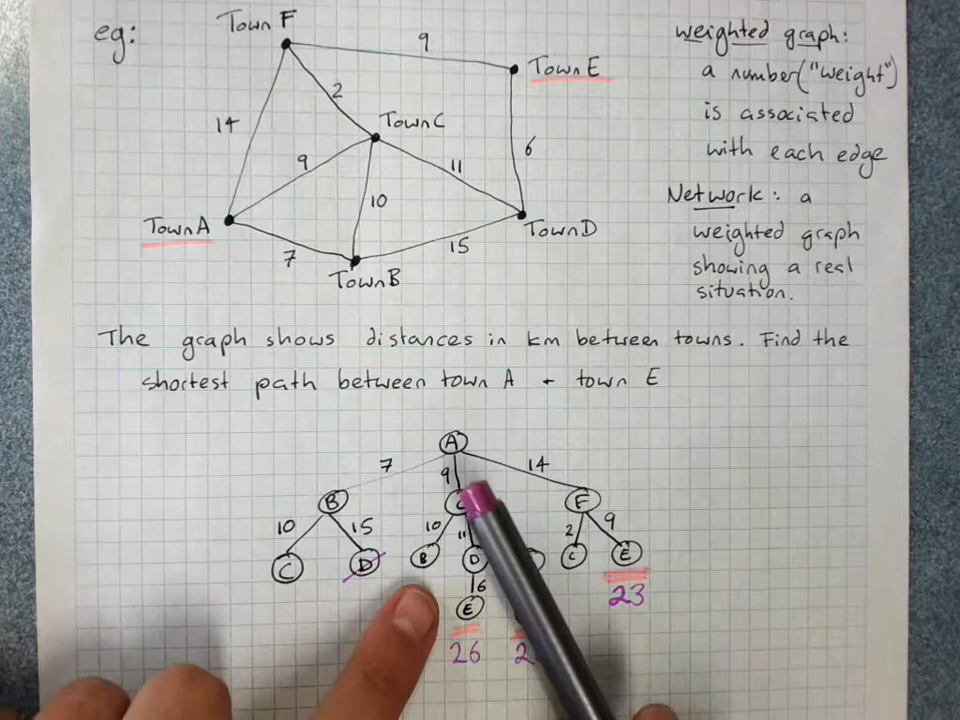 eg:
Town F
9
Town E
2
Town C
14
9
11
6
10
Town A
Town D
7
15
Town B
weighted graph:
a number ("weight")
is associated
with each edge
Network: a
weighted graph
showing a real
situation.
The graph shows distances in km between towns. Find the
shortest path between town A + town E
A
7 9 14
B F
10 15 10 11 2 9
C D B D C E
6
E
26 23